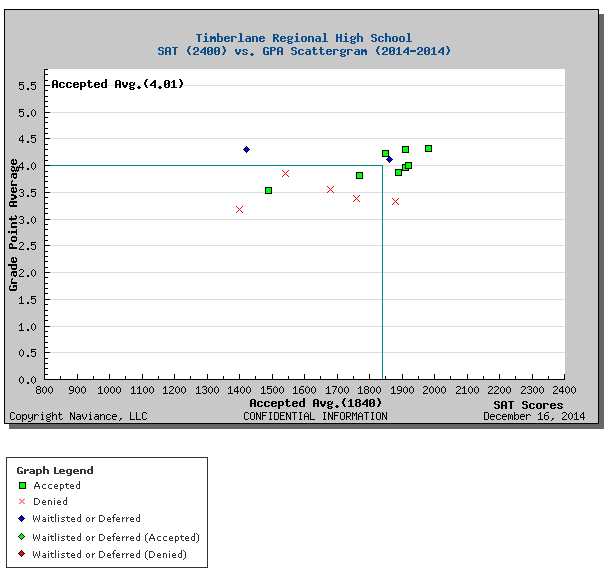 Timberlane Regional High School
SAT (2400) vs. GPA Scattergram (2014-2014)
Accepted Avg.(4.01)
Grade Point Average
5.5
5.0
4.5
4.0
3.5
3.0
2.5
2.0
1.5
1.0
0.5
0.0
800 900 1000 1100 1200 1300 1400 1500 1600 1700 1800 1900 2000 2100 2200 2300 2400
Accepted Avg.(1840) SAT Scores
Copyright Naviance, LLC CONFIDENTIAL INFORMATION December 16, 2014
Graph Legend
Accepted
Denied
Waitlisted or Deferred
Waitlisted or Deferred (Accepted)
Waitlisted or Deferred (Denied)